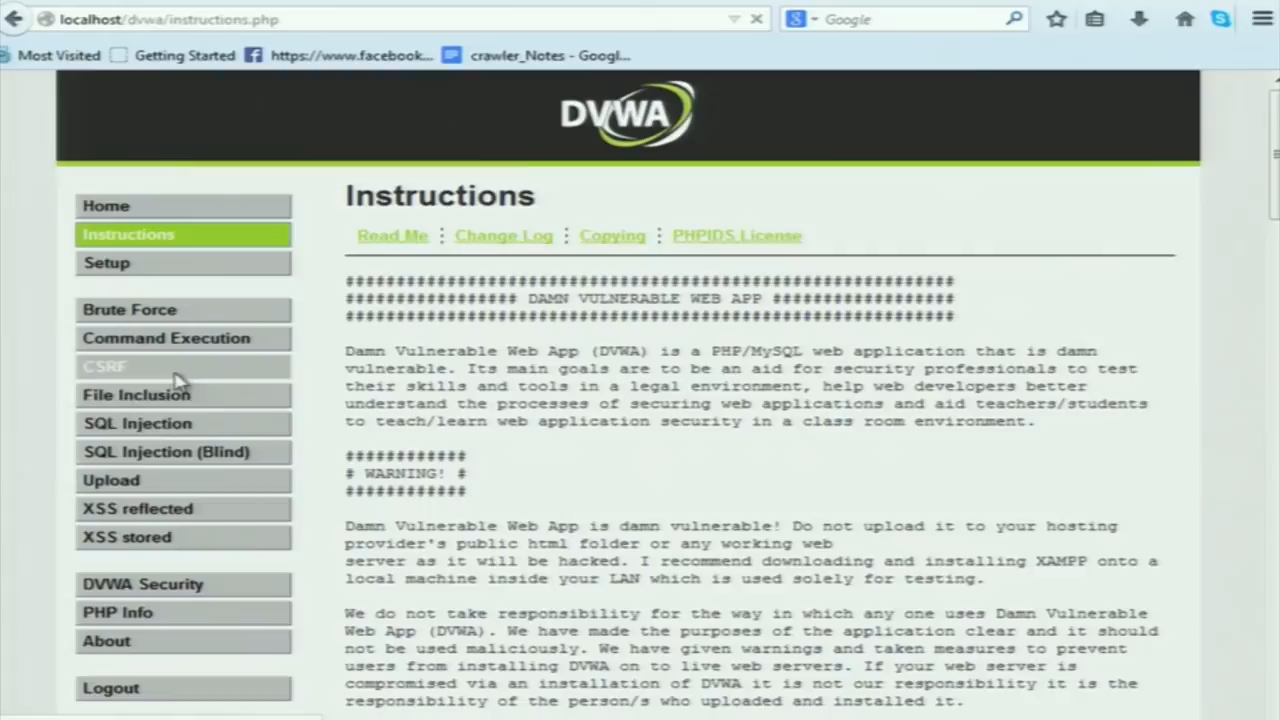 localhost/dvwa/instructions.php
Google
Most Visited Getting Started https://www.facebook... crawler_Notes - Googl...
DVWA
Home
Instructions
Setup
Brute Force
Command Execution
CSRF
File Inclusion
SQL Injection
SQL Injection (Blind)
Upload
XSS reflected
XSS stored
DVWA Security
PHP Info
About
Logout
Instructions
Read Me Change Log Copying PHPIDS License
################# DAMN VULNERABLE WEB APP ##################
Damn Vulnerable Web App (DVWA) is a PHP/MySQL web application that is damn
vulnerable. Its main goals are to be an aid for security professionals to test
their skills and tools in a legal environment, help web developers better
understand the processes of securing web applications and aid teachers/students
to teach/learn web application security in a class room environment.
############
# WARNING! #
############
Damn Vulnerable Web App is damn vulnerable! Do not upload it to your hosting
provider's public html folder or any working web
server as it will be hacked. I recommend downloading and installing XAMPP onto a
local machine inside your LAN which is used solely for testing.
We do not take responsibility for the way in which any one uses Damn Vulnerable
Web App (DVWA). We have made the purposes of the application clear and it should
not be used maliciously. We have given warnings and taken measures to prevent
users from installing DVWA on to live web servers. If your web server is
compromised via an installation of DVWA it is not our responsibility it is the
responsibility of the person/s who uploaded and installed it.